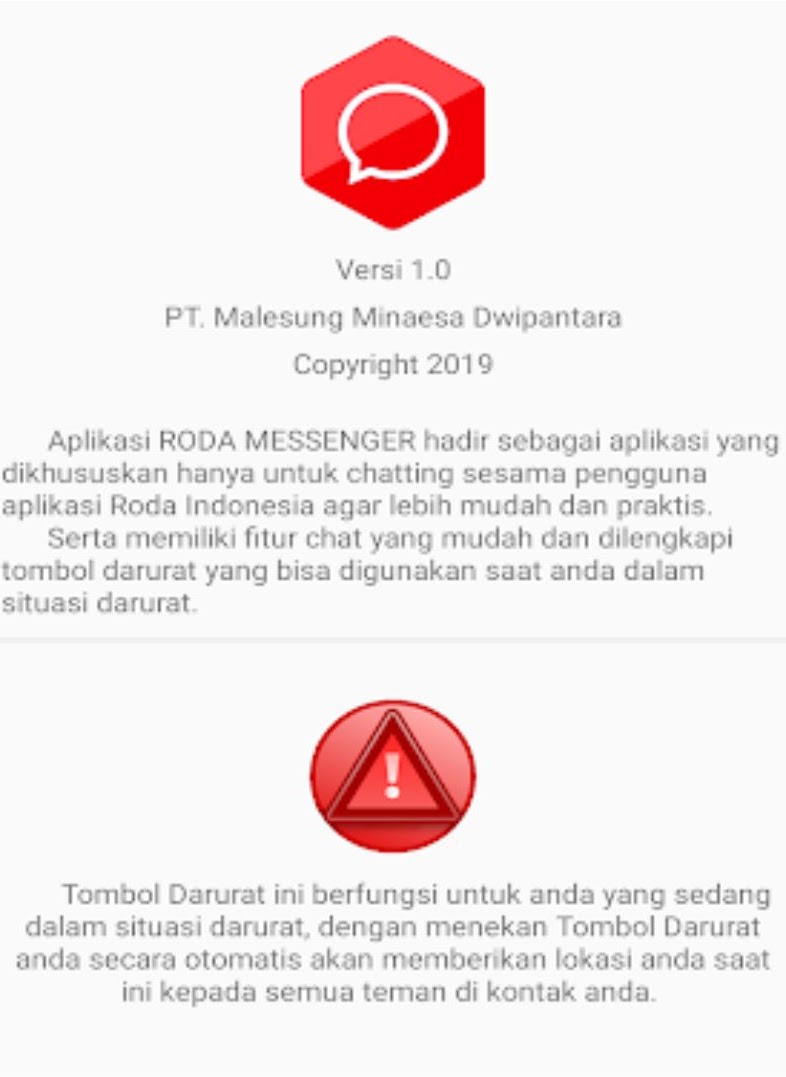 Versi 1.0
PT. Malesung Minaesa Dwipantara
Copyright 2019
Aplikasi RODA MESSENGER hadir sebagai aplikasi yang
dikhususkan hanya untuk chatting sesama pengguna
aplikasi Roda Indonesia agar lebih mudah dan praktis.
Serta memiliki fitur chat yang mudah dan dilengkapi
tombol darurat yang bisa digunakan saat anda dalam
situasi darurat.
!
Tombol Darurat ini berfungsi untuk anda yang sedang
dalam situasi darurat, dengan menekan Tombol Darurat
anda secara otomatis akan memberikan lokasi anda saat
ini kepada semua teman di kontak anda.